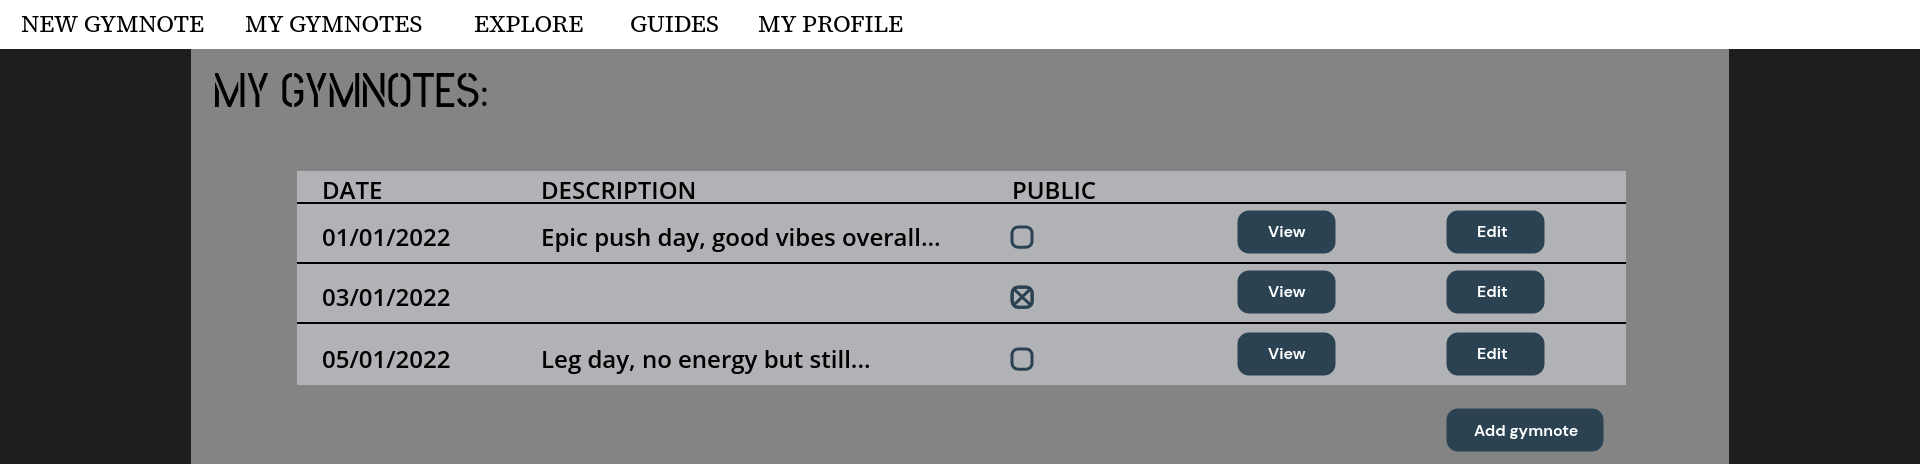 NEW GYMNOTE MY GYMNOTES EXPLORE GUIDES MY PROFILE
MY GYMNOTES:
DATE DESCRIPTION PUBLIC
01/01/2022 Epic push day, good vibes overall... View Edit
03/01/2022 View Edit
05/01/2022 Leg day, no energy but still... View Edit
Add gymnote